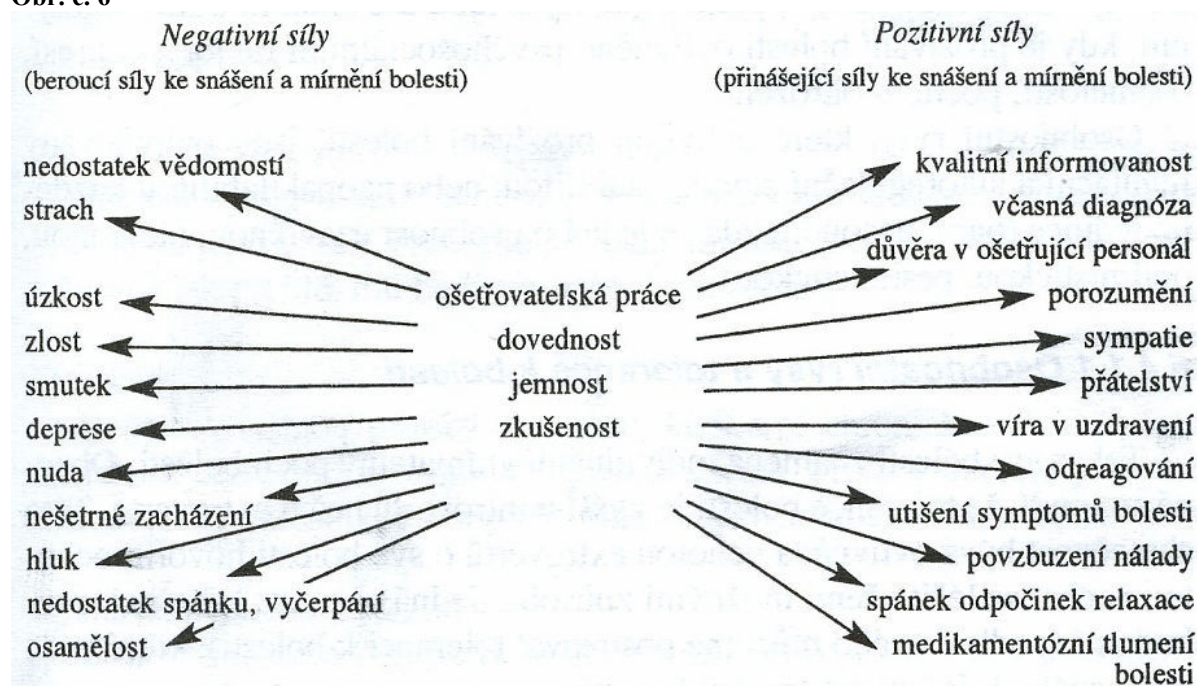 Obr. č. 6
Negativní síly
(beroucí síly ke snášení a mírnění bolesti)
nedostatek vědomostí
strach
úzkost
zlost
smutek
deprese
nuda
nešetrné zacházení
hluk
nedostatek spánku, vyčerpání
osamělost
ošetřovatelská práce
dovednost
jemnost
zkušenost
Pozitivní síly
(přinášející síly ke snášení a mírnění bolesti)
kvalitní informovanost
včasná diagnóza
důvěra v ošetřující personál
porozumění
sympatie
přátelství
víra v uzdravení
odreagování
utišení symptomů bolesti
povzbuzení nálady
spánek odpočinek relaxace
medikamentózní tlumení
bolesti